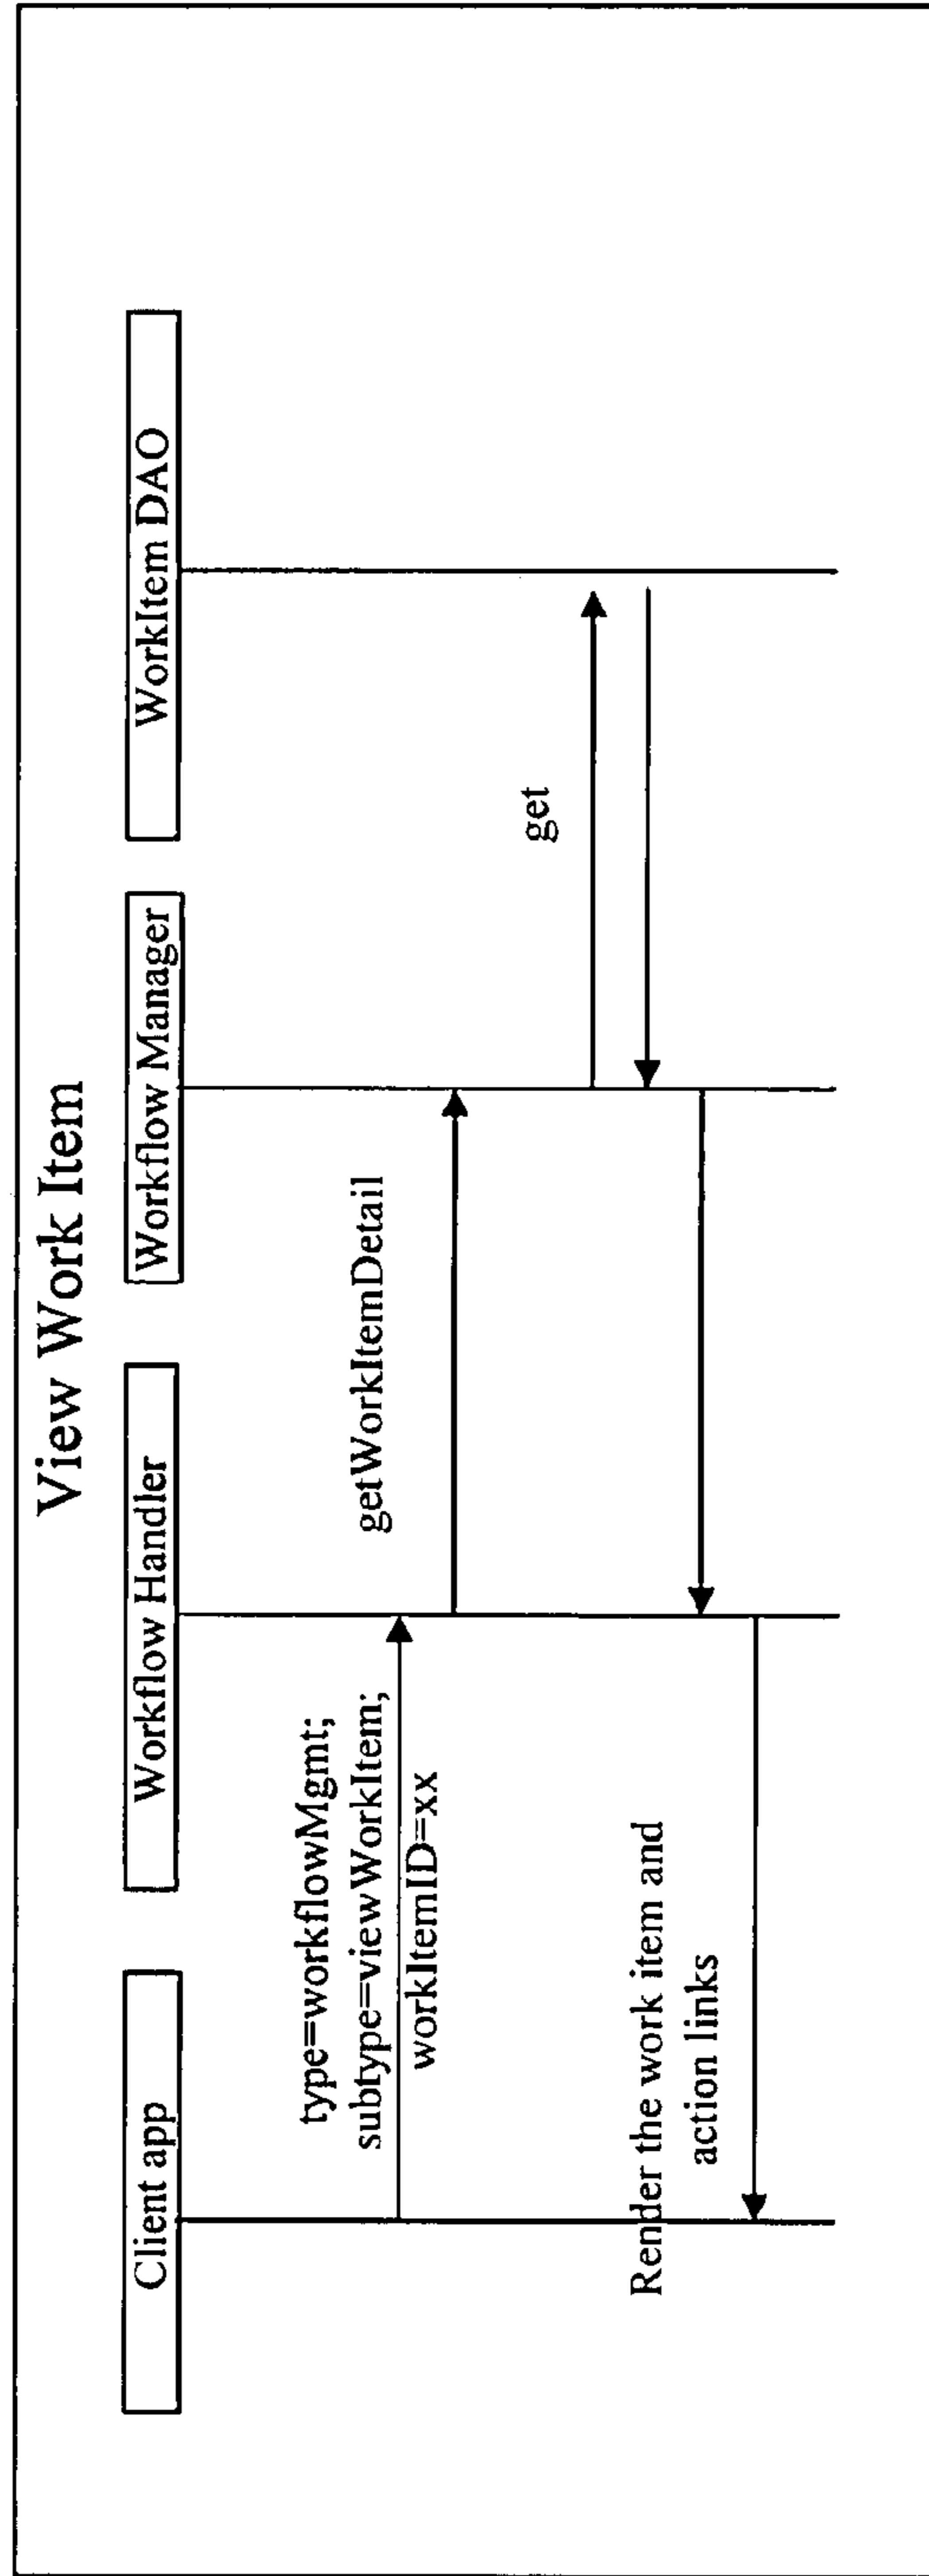 View Work Item
Client app
Workflow Handler
Workflow Manager
WorkItem DAO
type=workflowMgmt;
subtype=viewWorkItem;
workItemID=xx
getWorkItemDetail
get
Render the work item and
action links